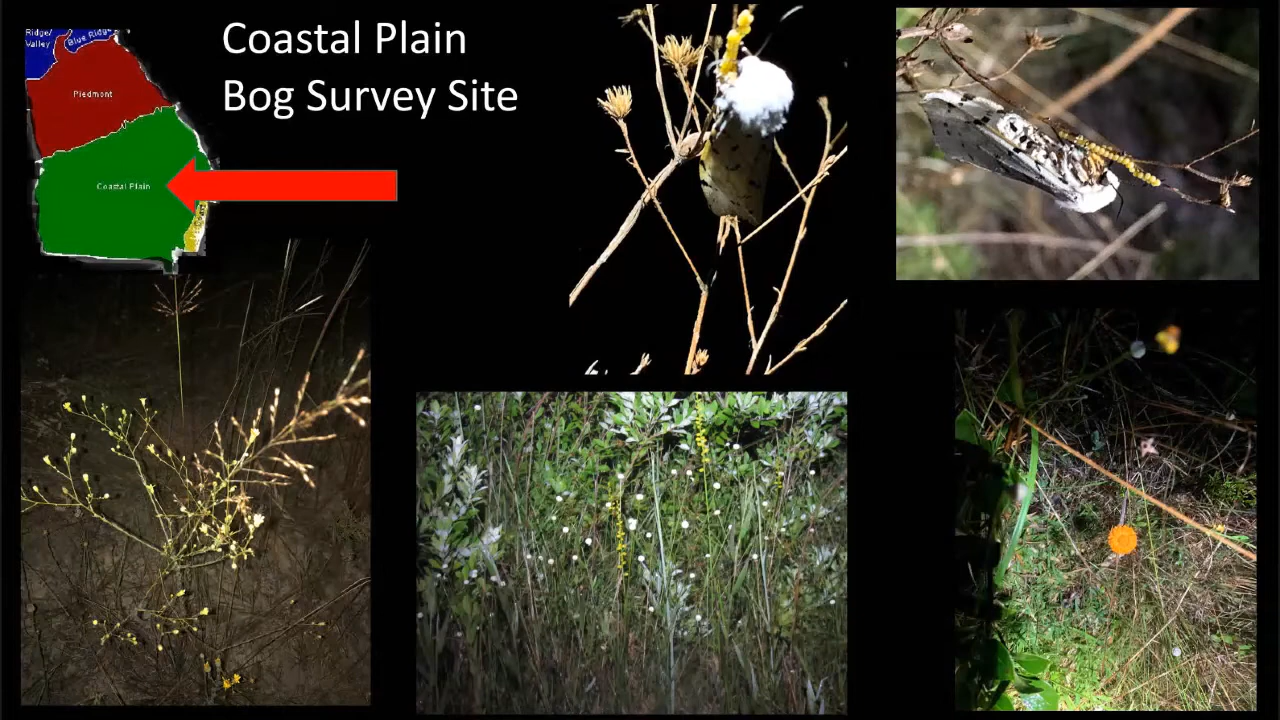 Coastal Plain
Bog Survey Site
Ridge/
Valley
Blue Ridge
Piedmont
Coastal Plain